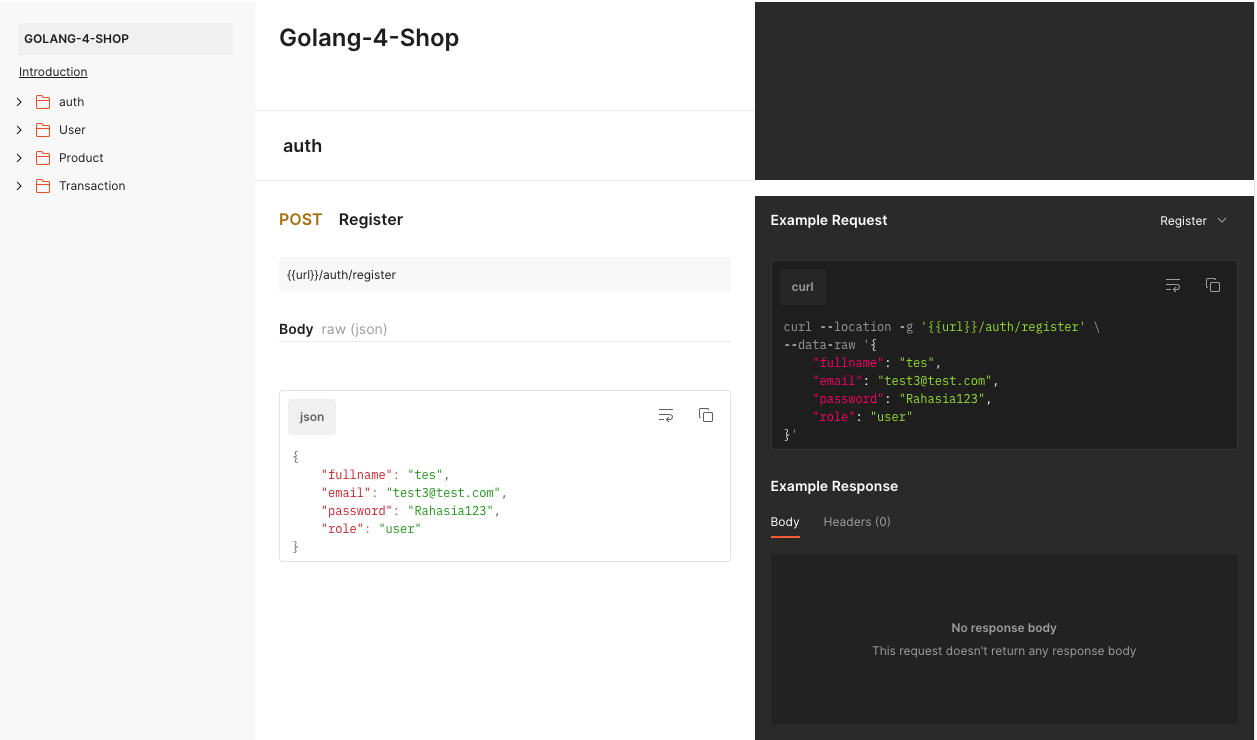 GOLANG-4-SHOP
Introduction
auth
User
Product
Transaction
Golang-4-Shop
auth
POST Register
{{url}}/auth/register
Body raw (json)
json
{
    "fullname": "tes",
    "email": "test3@test.com",
    "password": "Rahasia123",
    "role": "user"
}
Example Request
Register
curl
curl --location -g '{{url}}/auth/register' \
--data-raw '{
    "fullname": "tes",
    "email": "test3@test.com",
    "password": "Rahasia123",
    "role": "user"
}'
Example Response
Body Headers (0)
No response body
This request doesn't return any response body